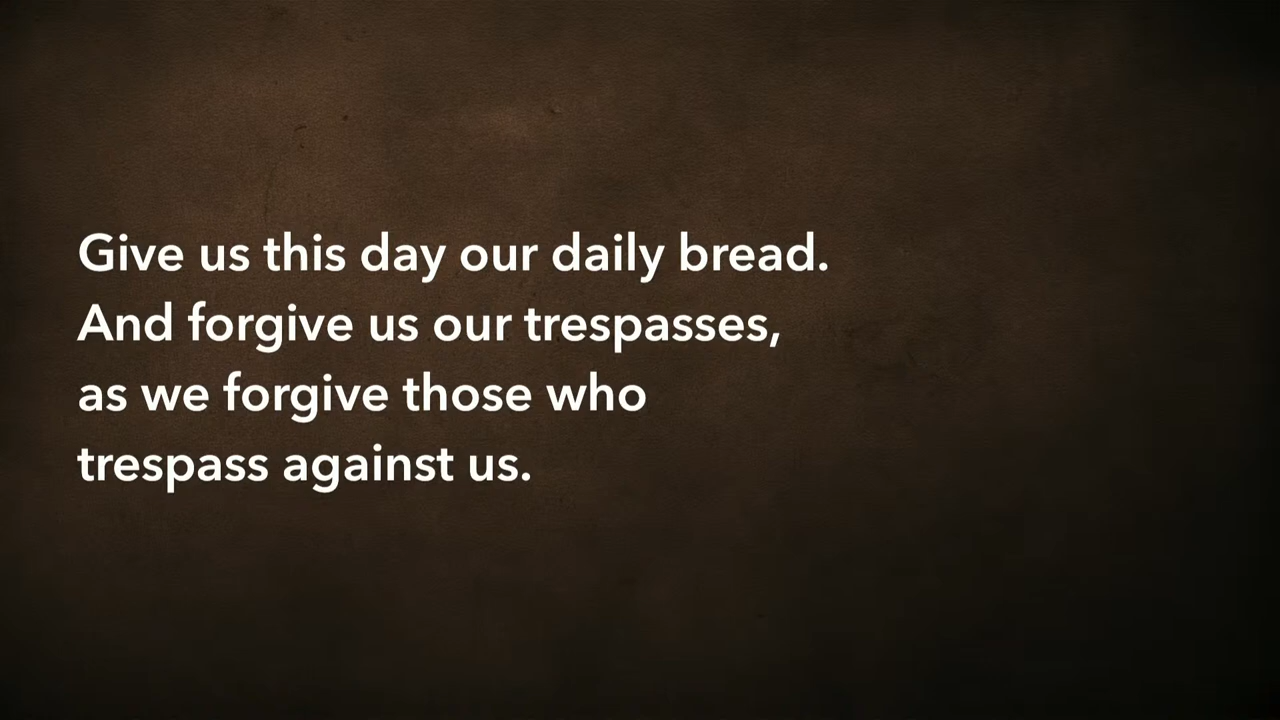 Give us this day our daily bread.
And forgive us our trespasses,
as we forgive those who
trespass against us.